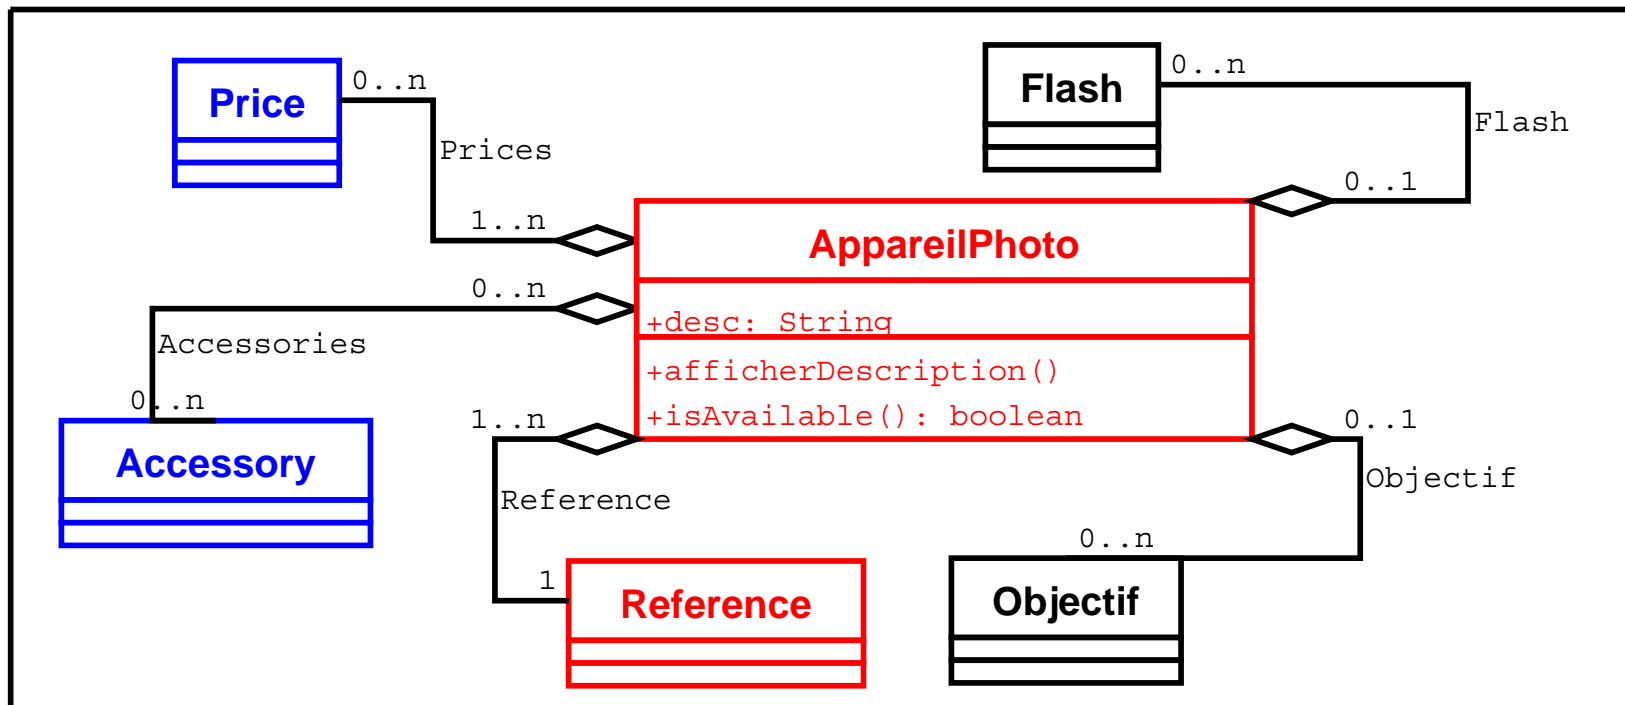 Price
0..n
Prices
1..n
Flash
0..n
Flash
0..1
AppareilPhoto
+desc: String
+afficherDescription()
+isAvailable(): boolean
0..n
Accessories
0..n
Accessory
1..n
Reference
1
Reference
0..1
Objectif
0..n
Objectif